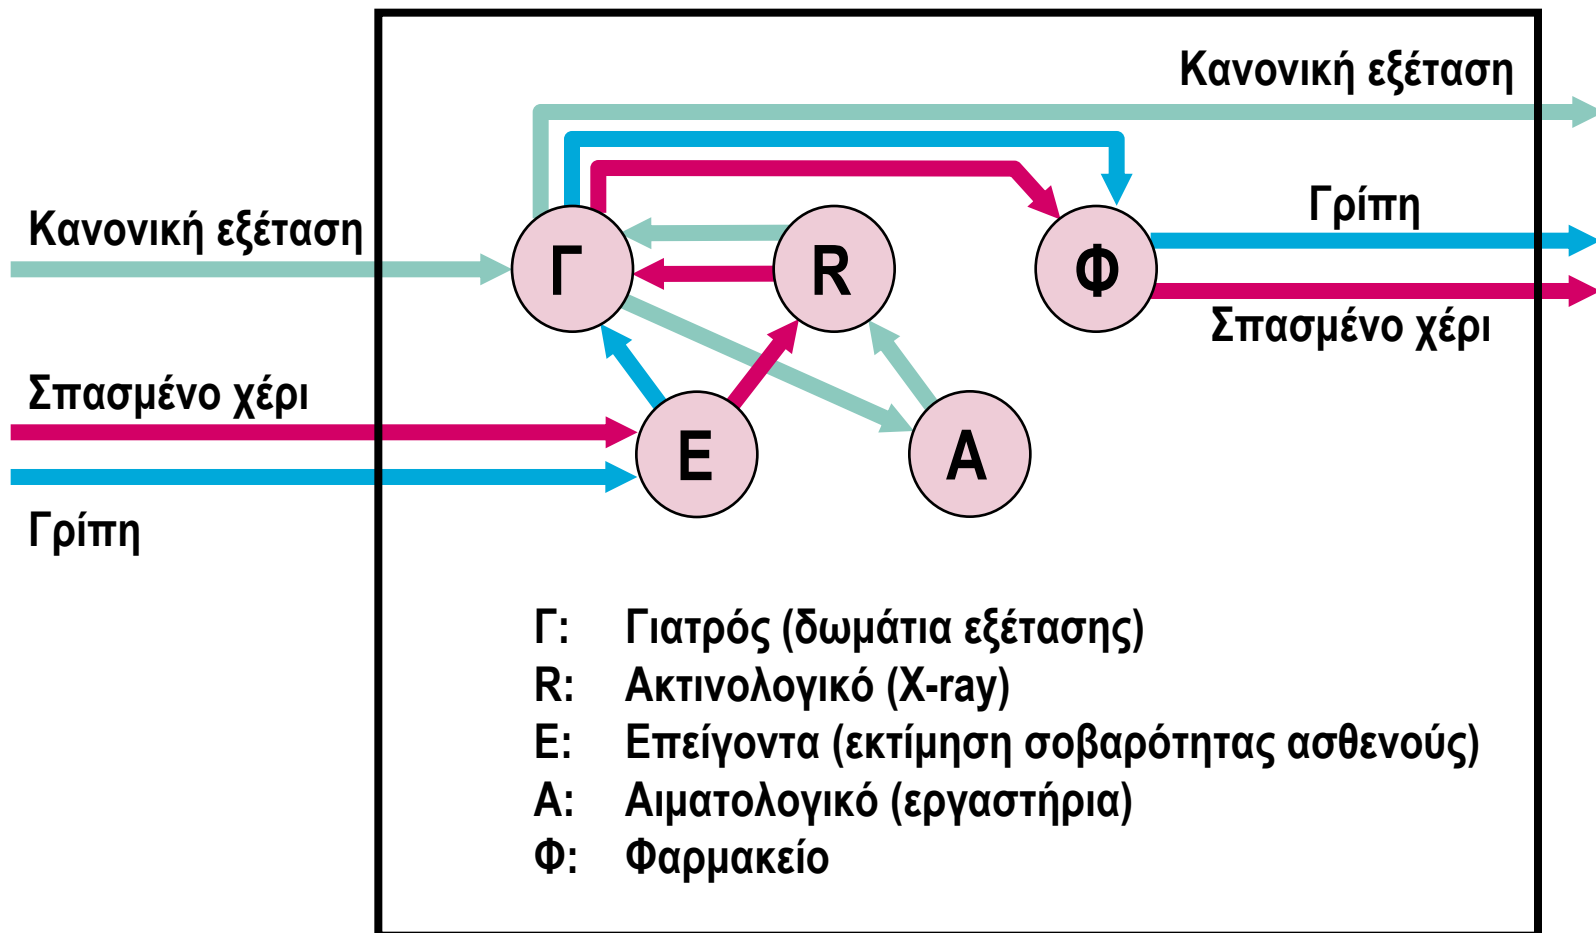 Κανονική εξέταση
Κανονική εξέταση
Γρίπη
Γ
R
Φ
Σπασμένο χέρι
Σπασμένο χέρι
Ε
Α
Γρίπη
Γ: Γιατρός (δωμάτια εξέτασης)
R: Ακτινολογικό (X-ray)
Ε: Επείγοντα (εκτίμηση σοβαρότητας ασθενούς)
Α: Αιματολογικό (εργαστήρια)
Φ: Φαρμακείο